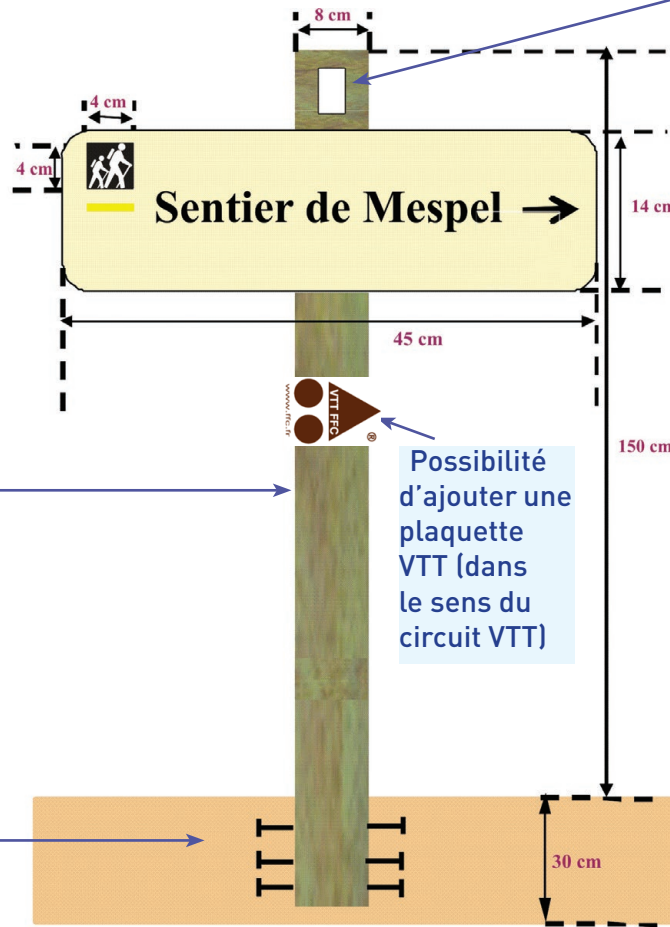 8 cm
4 cm
4 cm
Sentier de Mespel
14 cm
45 cm
VTT FFC
www.ffc.fr
®
150 cm
Possibilité
d'ajouter une
plaquette
VTT (dans
le sens du
circuit VTT)
30 cm